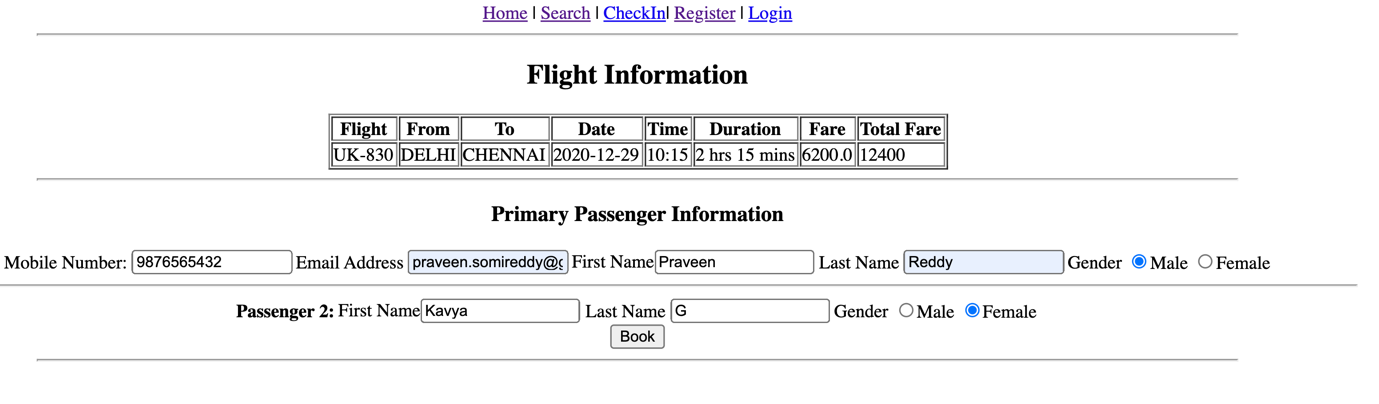 Home | Search | CheckIn| Register | Login
Flight Information
Flight From To Date Time Duration Fare Total Fare
UK-830 DELHI CHENNAI 2020-12-29 10:15 2 hrs 15 mins 6200.0 12400
Primary Passenger Information
Mobile Number: 9876565432 Email Address praveen.somireddy@ First Name Praveen Last Name Reddy Gender Male Female
Passenger 2: First Name Kavya Last Name G Gender Male Female
Book